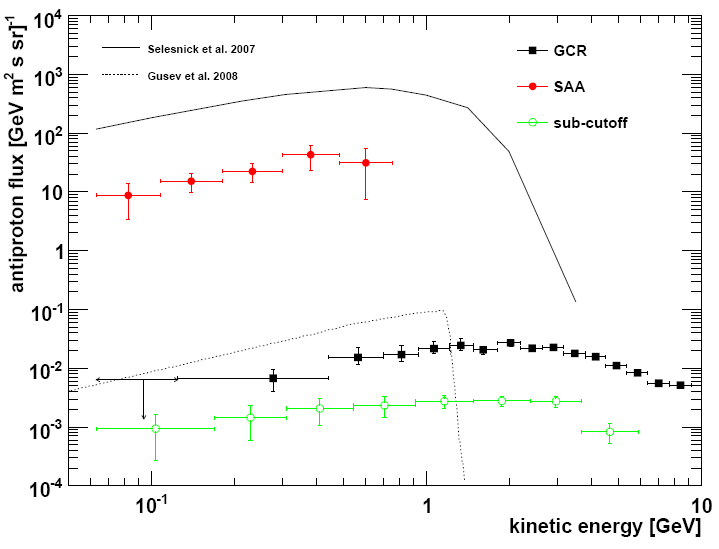 antiproton flux [GeV m² s sr]⁻¹
10⁴
10³
10²
10
1
10⁻¹
10⁻²
10⁻³
10⁻⁴
Selesnick et al. 2007
Gusev et al. 2008
GCR
SAA
sub-cutoff
10⁻¹
1
10
kinetic energy [GeV]